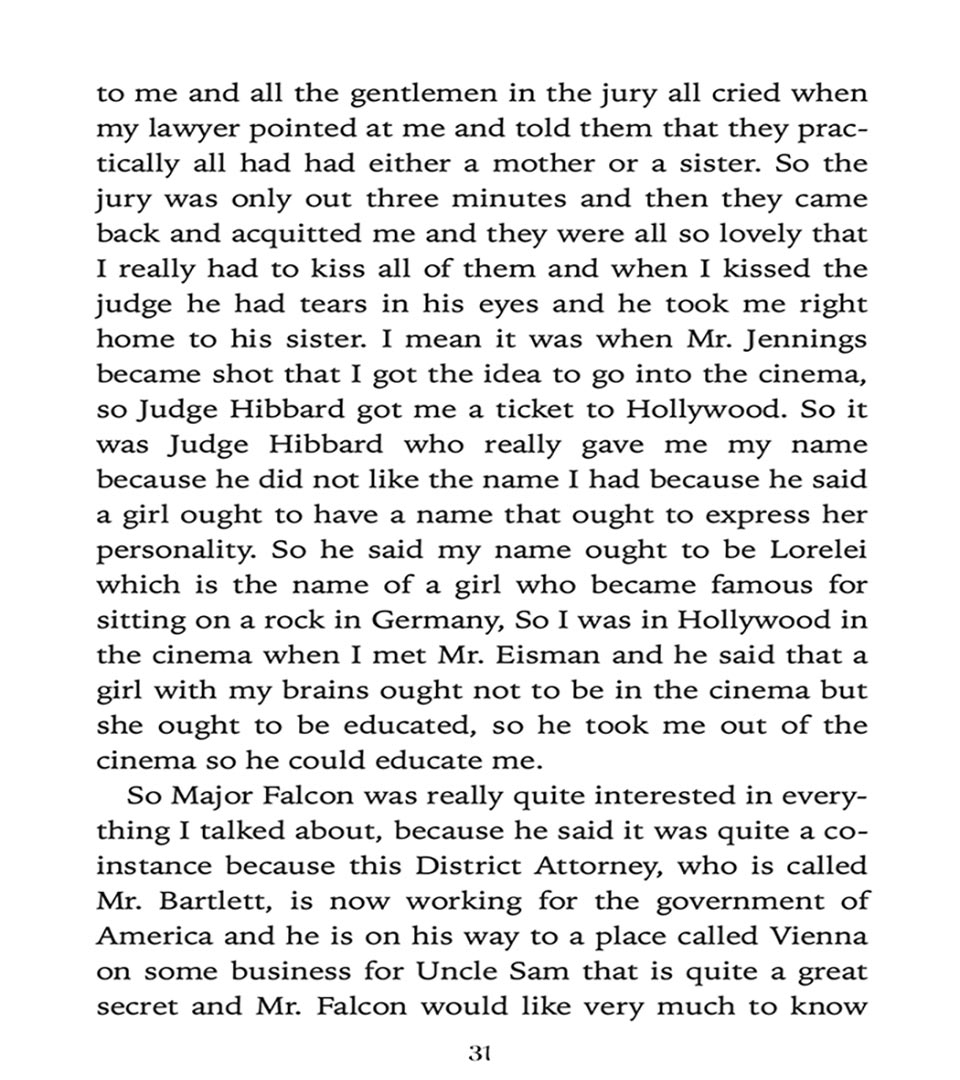 to me and all the gentlemen in the jury all cried when
my lawyer pointed at me and told them that they prac-
tically all had had either a mother or a sister. So the
jury was only out three minutes and then they came
back and acquitted me and they were all so lovely that
I really had to kiss all of them and when I kissed the
judge he had tears in his eyes and he took me right
home to his sister. I mean it was when Mr. Jennings
became shot that I got the idea to go into the cinema,
so Judge Hibbard got me a ticket to Hollywood. So it
was Judge Hibbard who really gave me my name
because he did not like the name I had because he said
a girl ought to have a name that ought to express her
personality. So he said my name ought to be Lorelei
which is the name of a girl who became famous for
sitting on a rock in Germany, So I was in Hollywood in
the cinema when I met Mr. Eisman and he said that a
girl with my brains ought not to be in the cinema but
she ought to be educated, so he took me out of the
cinema so he could educate me.
So Major Falcon was really quite interested in every-
thing I talked about, because he said it was quite a co-
instance because this District Attorney, who is called
Mr. Bartlett, is now working for the government of
America and he is on his way to a place called Vienna
on some business for Uncle Sam that is quite a great
secret and Mr. Falcon would like very much to know
31